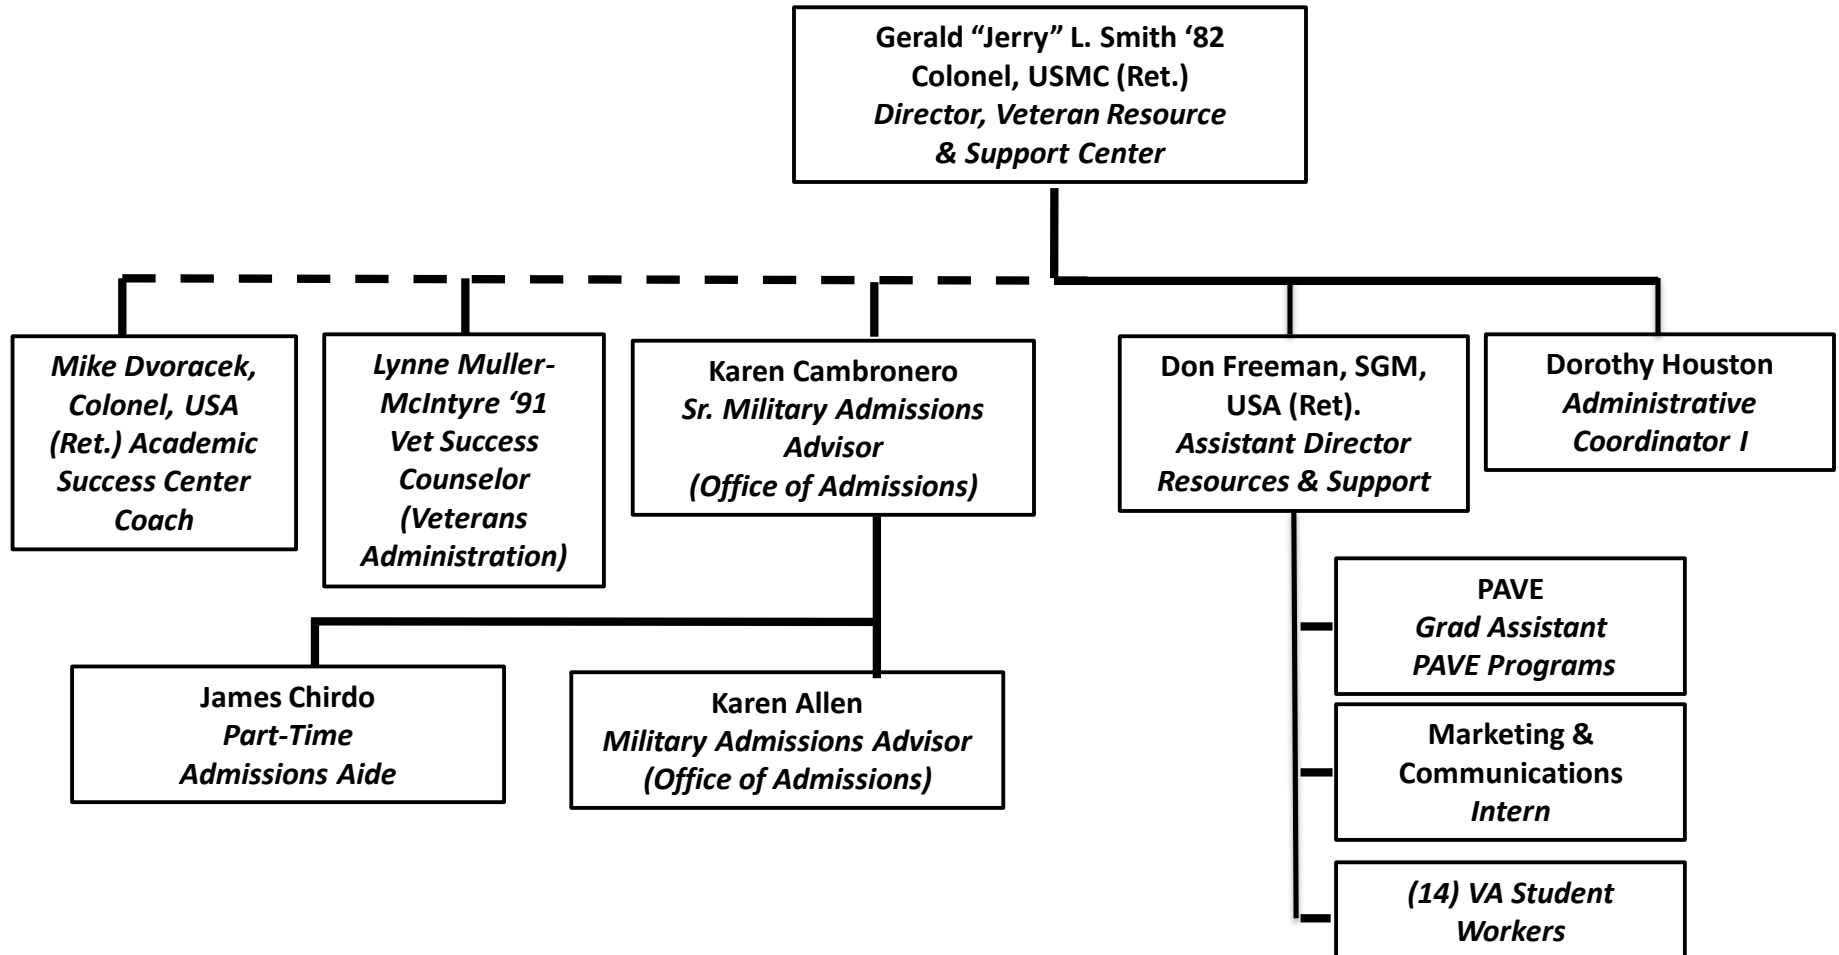 Gerald “Jerry” L. Smith ‘82
Colonel, USMC (Ret.)
Director, Veteran Resource
& Support Center
Mike Dvoracek,
Colonel, USA
(Ret.) Academic
Success Center
Coach
Lynne Muller-
McIntyre ‘91
Vet Success
Counselor
(Veterans
Administration)
Karen Cambronero
Sr. Military Admissions
Advisor
(Office of Admissions)
Don Freeman, SGM,
USA (Ret).
Assistant Director
Resources & Support
Dorothy Houston
Administrative
Coordinator I
James Chirdo
Part-Time
Admissions Aide
Karen Allen
Military Admissions Advisor
(Office of Admissions)
PAVE
Grad Assistant
PAVE Programs
Marketing &
Communications
Intern
(14) VA Student
Workers